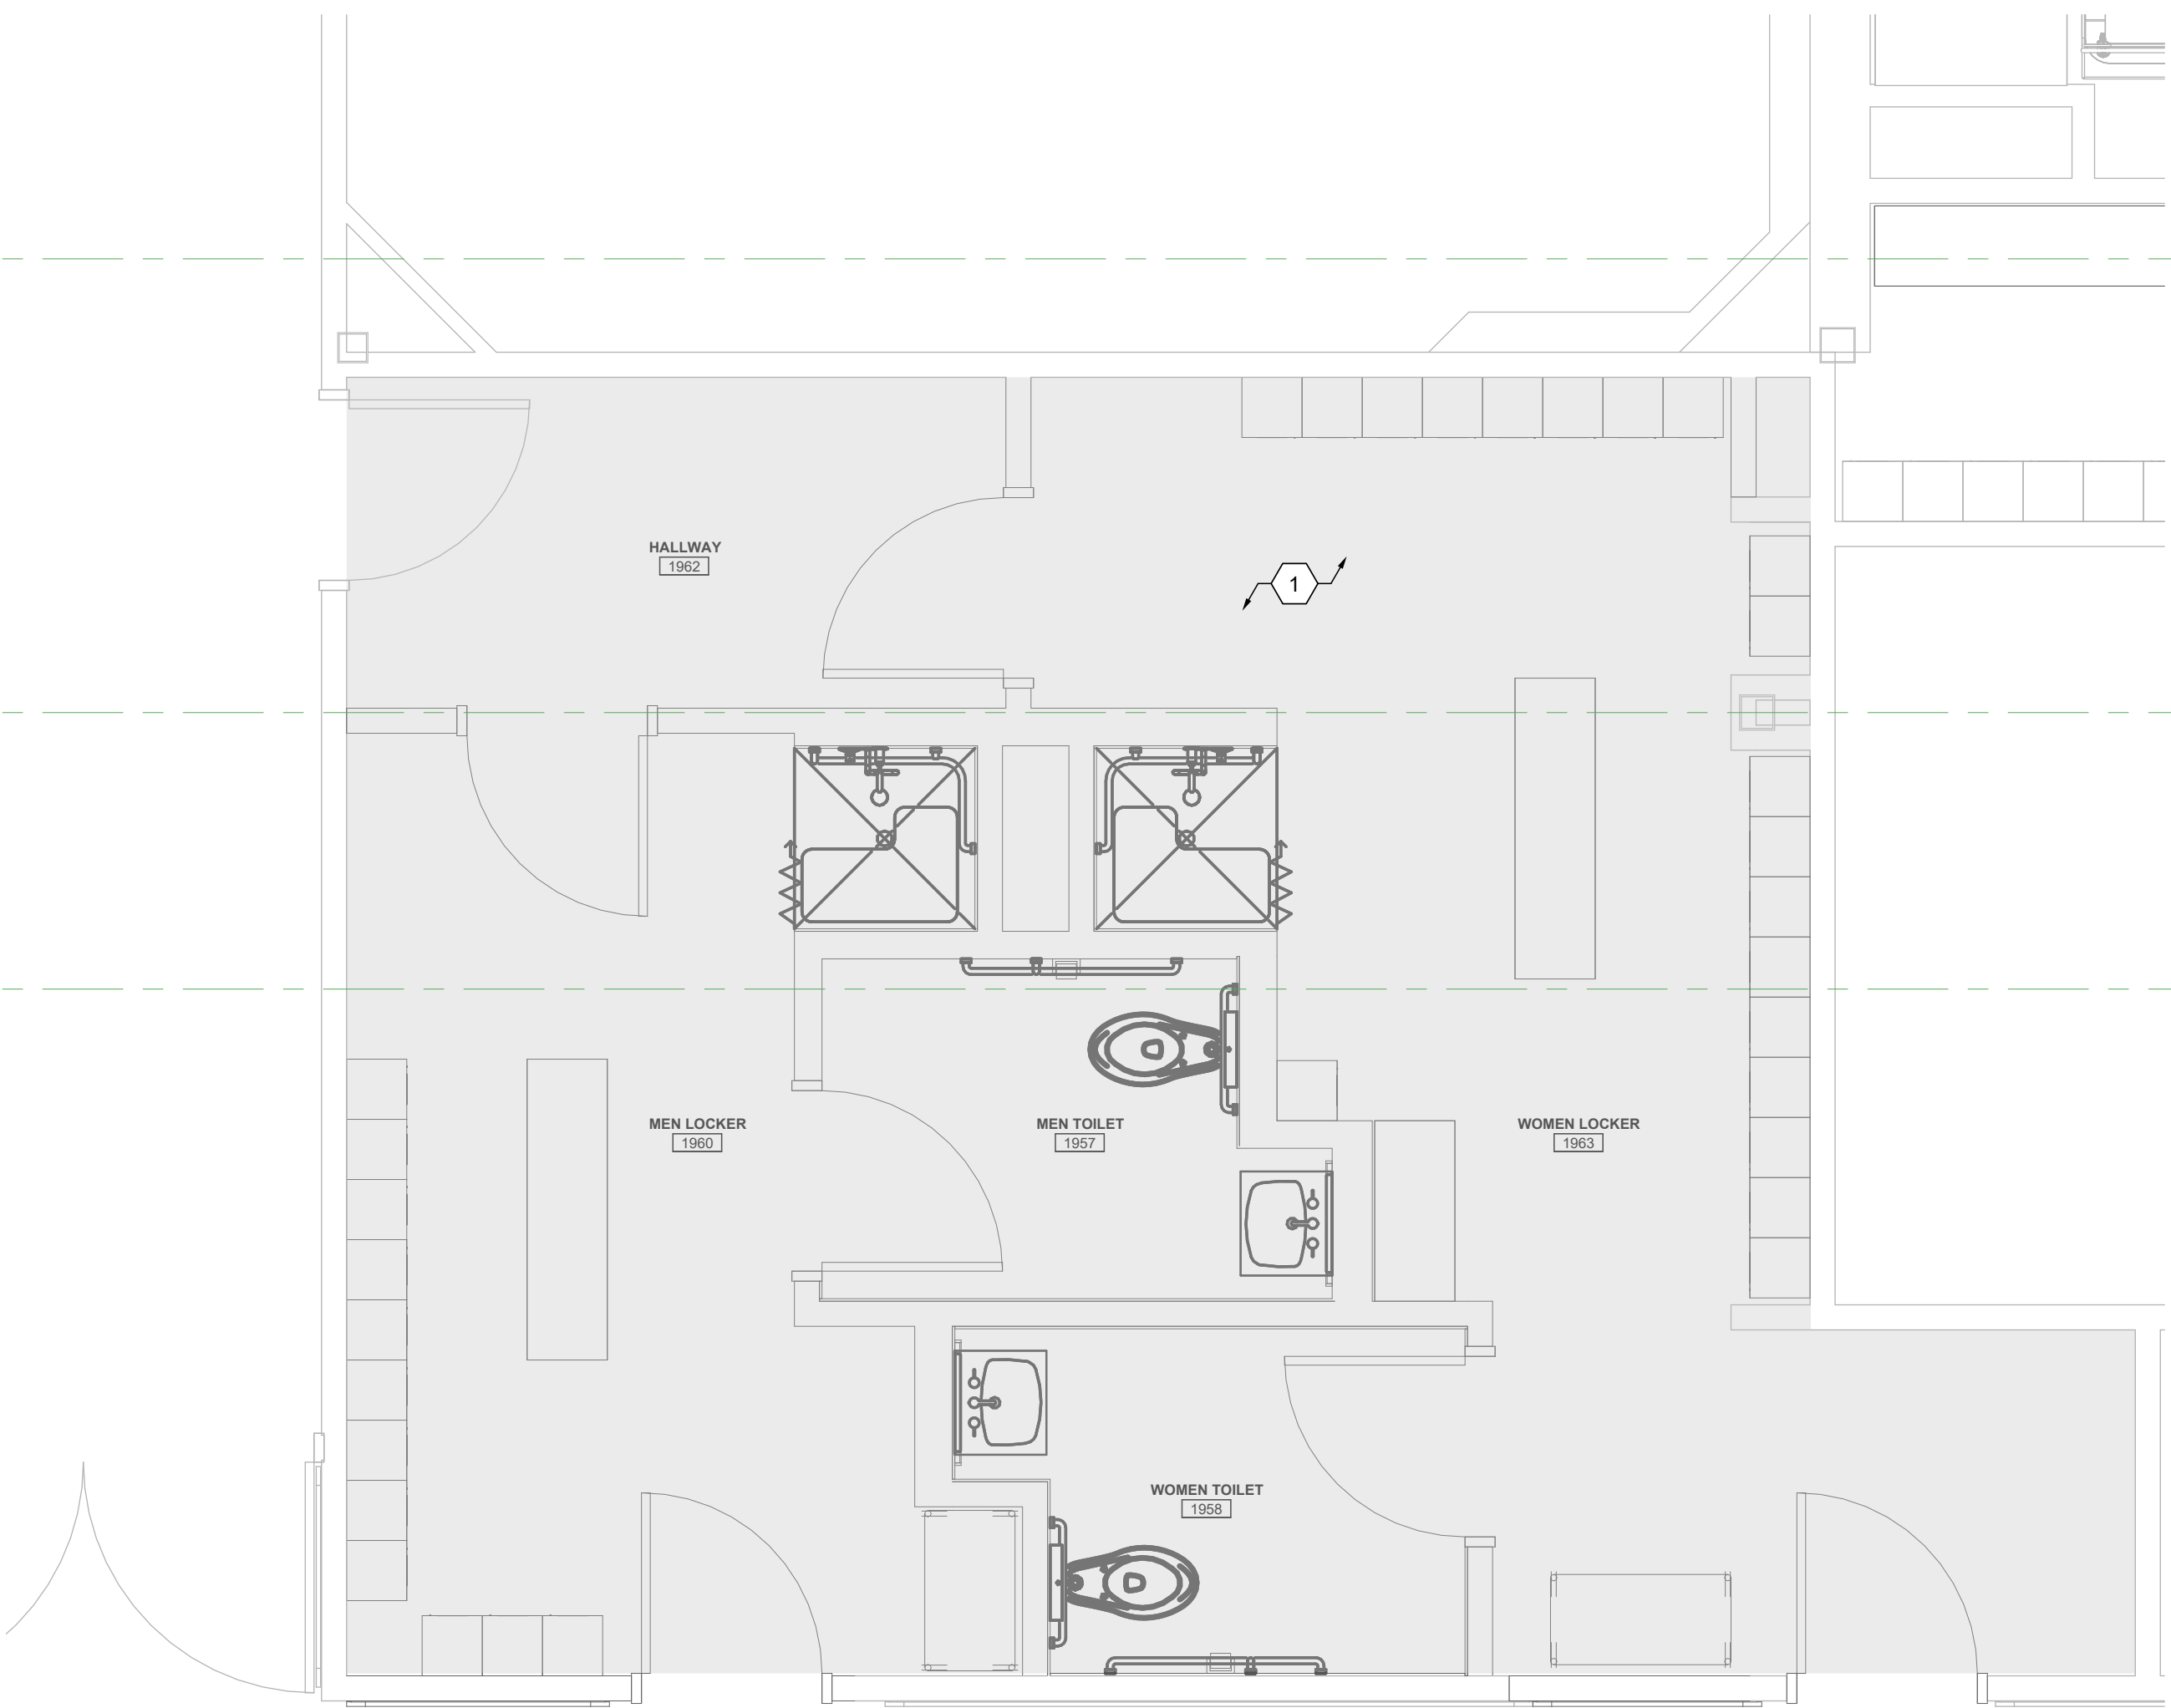 HALLWAY
1962
1
MEN LOCKER
1960
MEN TOILET
1957
WOMEN LOCKER
1963
WOMEN TOILET
1958